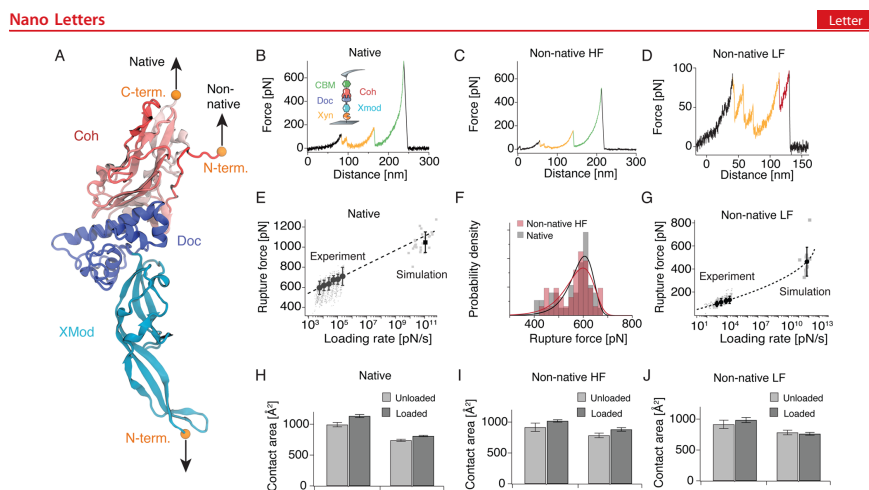 Nano Letters
Letter
A
Native
C-term.
Non-
native
Coh
N-term.
Doc
XMod
N-term.
B
Native
Force [pN]
600
400
200
0
CBM
Doc
Xyn
Coh
Xmod
0
100
200
300
Distance [nm]
C
Non-native HF
Force [pN]
600
400
200
0
0
100
200
300
Distance [nm]
D
Non-native LF
Force [pN]
100
50
0
0
50
100
150
Distance [nm]
E
Native
Rupture force [pN]
1200
1000
800
600
400
Experiment
Simulation
10³
10⁵
10⁷
10⁹
10¹¹
Loading rate [pN/s]
F
Probability density
Non-native HF
Native
400
600
800
Rupture force [pN]
G
Non-native LF
Rupture force [pN]
800
600
400
200
Experiment
Simulation
10¹
10⁴
10⁷
10¹⁰
10¹³
Loading rate [pN/s]
H
Native
Contact area [Å²]
1000
500
0
Unloaded
Loaded
I
Non-native HF
Contact area [Å²]
1000
500
0
Unloaded
Loaded
J
Non-native LF
Contact area [Å²]
1000
500
0
Unloaded
Loaded